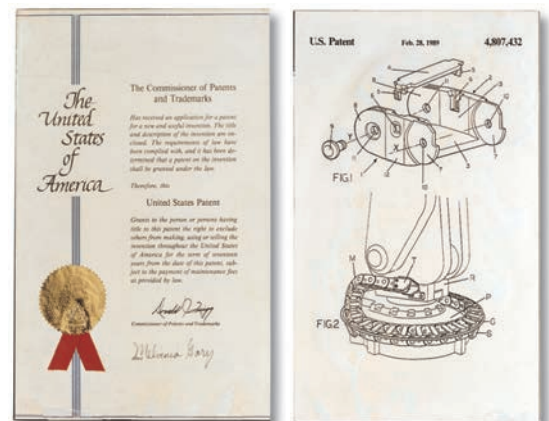 The
United
States
of
America
The Commissioner of Patents
and Trademarks
Has received an application for a patent
for a new and useful invention. The title
and description of the invention are en-
closed. The requirements of law have
been complied with, and it has been de-
termined that a patent on the invention
shall be granted under the law.
Therefore, this
United States Patent
Grants to the person or persons having
title to this patent the right to exclude
others from making, using or selling the
invention throughout the United States
of America for the term of seventeen
years from the date of this patent, sub-
ject to the payment of maintenance fees
as provided by law.
Commissioner of Patents and Trademarks
Melvinia Gary
U.S. Patent Feb. 28, 1989 4,807,432
FIG.1
FIG.2
M
T
R
P
G
S